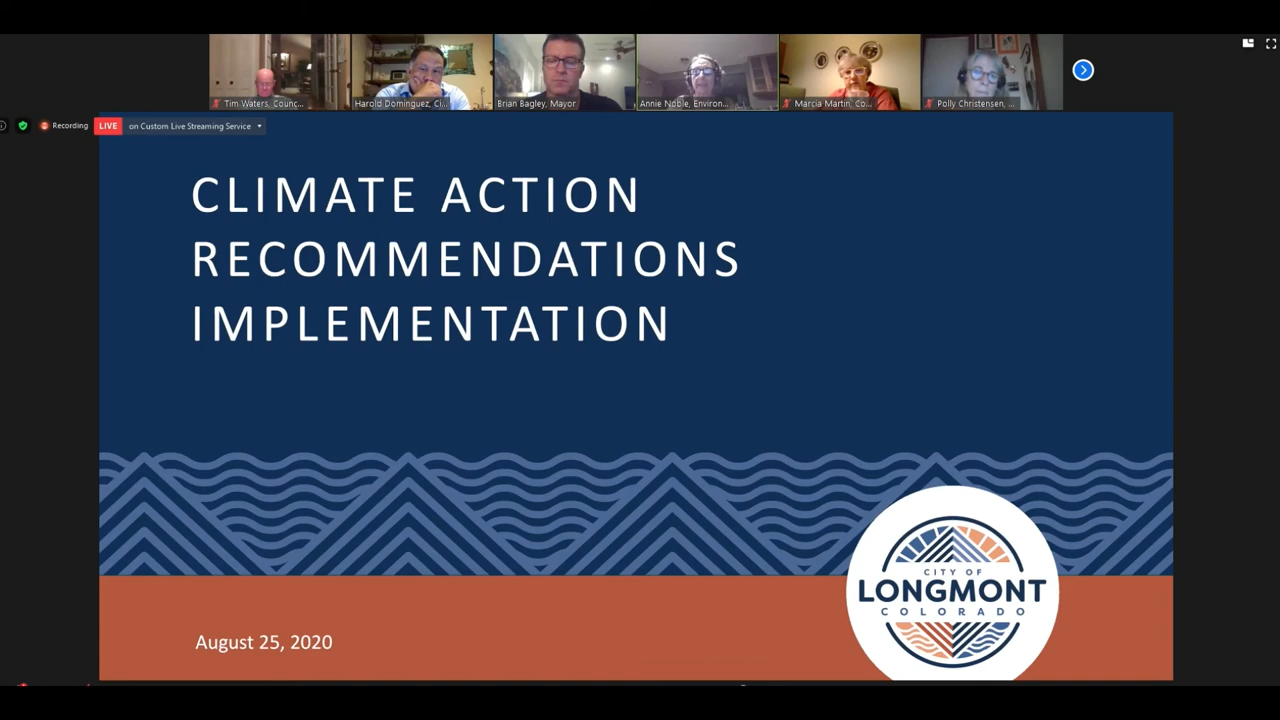 Tim Waters, Counc...
Harold Dominguez, Ci...
Brian Bagley, Mayor
Annie Noble, Environ...
Marcia Martin, Co...
Polly Christensen, ...
Recording
LIVE
on Custom Live Streaming Service
CLIMATE ACTION
RECOMMENDATIONS
IMPLEMENTATION
CITY OF
LONGMONT
COLORADO
August 25, 2020